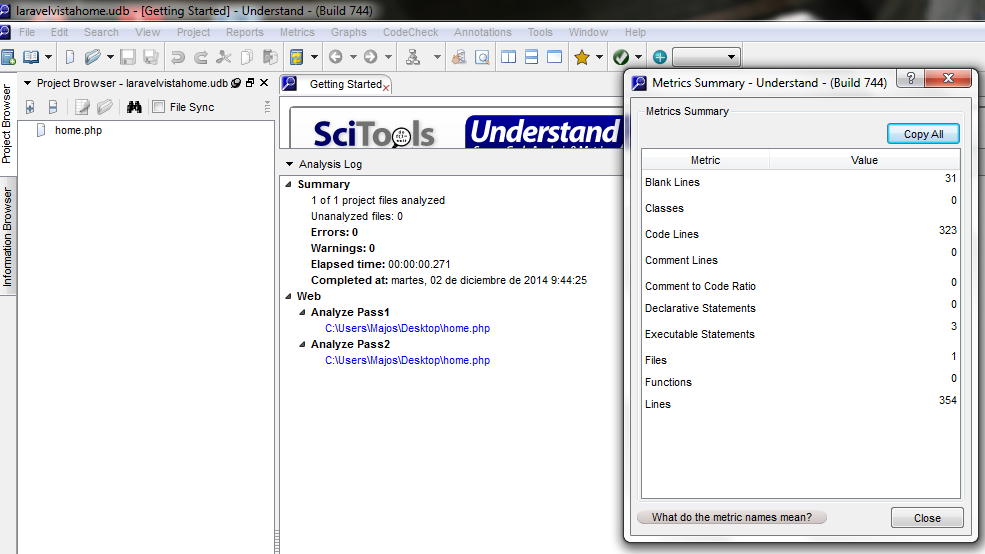 laravelvistahome.udb - [Getting Started] - Understand - (Build 744)
File Edit Search View Project Reports Metrics Graphs CodeCheck Annotations Tools Window Help
Project Browser - laravelvistahome.udb
File Sync
home.php
Project Browser
Information Browser
Getting Started
SciTools
Understand
Analysis Log
Summary
1 of 1 project files analyzed
Unanalyzed files: 0
Errors: 0
Warnings: 0
Elapsed time: 00:00:00.271
Completed at: martes, 02 de diciembre de 2014 9:44:25
Web
Analyze Pass1
C:\Users\Majos\Desktop\home.php
Analyze Pass2
C:\Users\Majos\Desktop\home.php
Metrics Summary - Understand - (Build 744)
Metrics Summary
Copy All
Metric Value
Blank Lines 31
Classes 0
Code Lines 323
Comment Lines 0
Comment to Code Ratio 0
Declarative Statements 0
Executable Statements 3
Files 1
Functions 0
Lines 354
What do the metric names mean?
Close